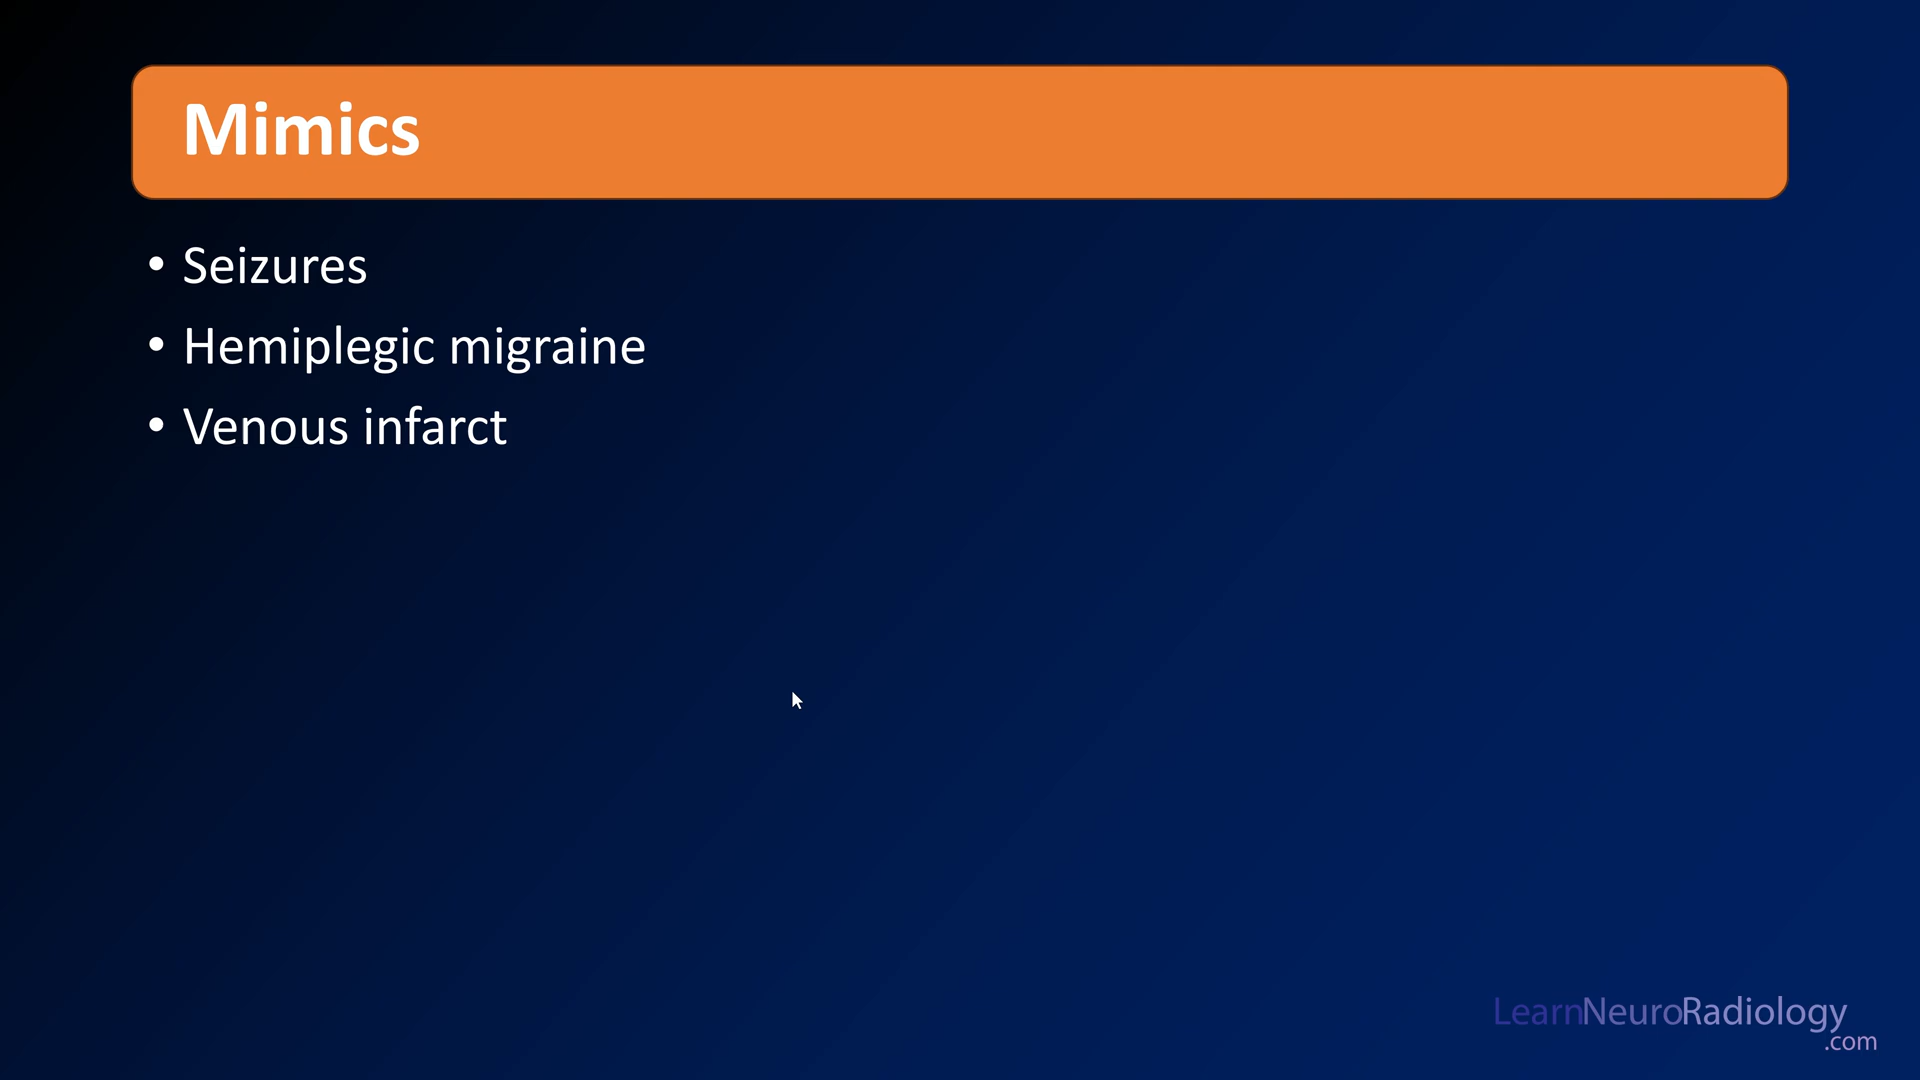 Mimics
• Seizures
• Hemiplegic migraine
• Venous infarct
LearnNeuroRadiology
.com